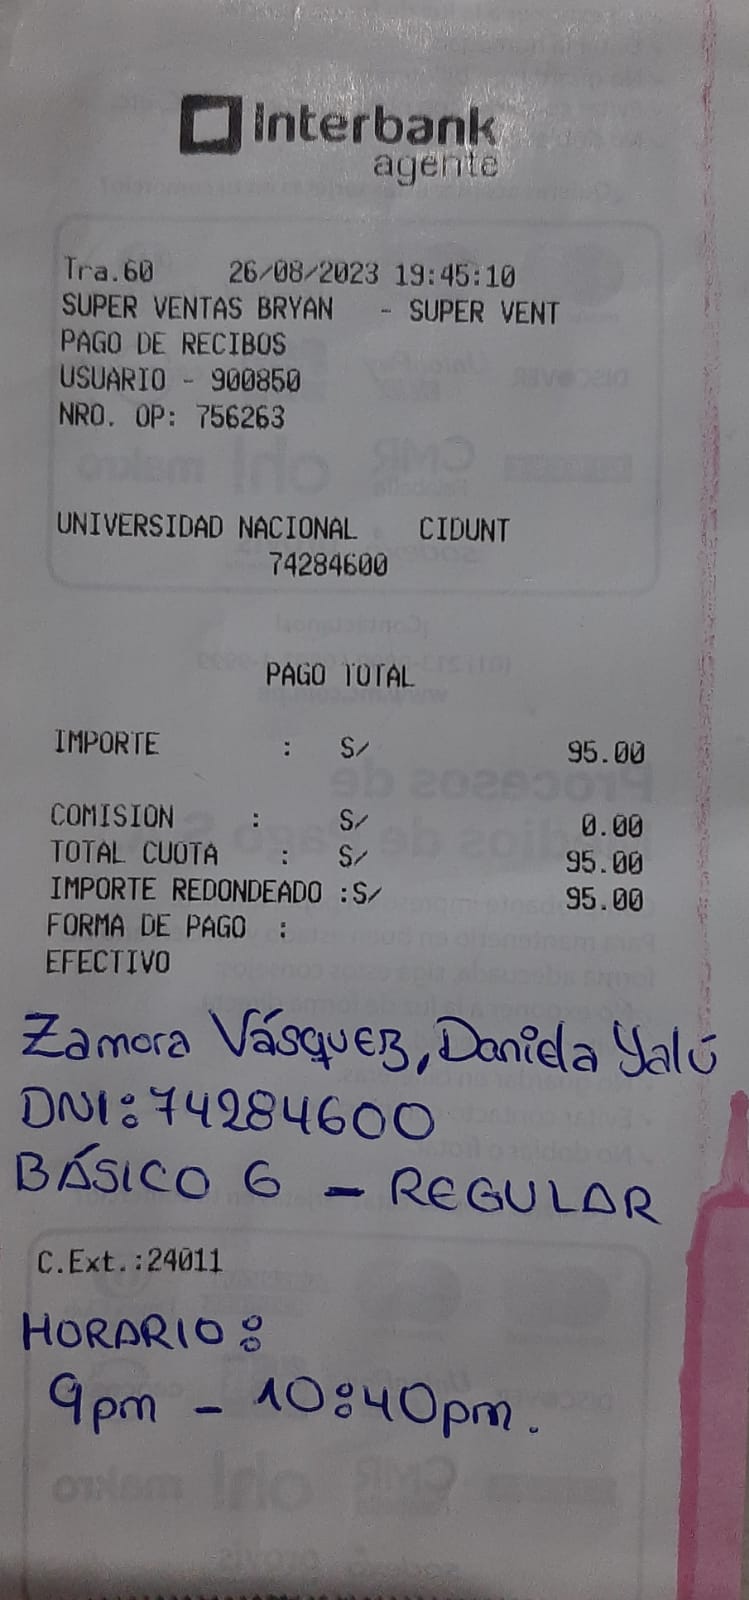 Interbank
agente
Tra.60 26/08/2023 19:45:10
SUPER VENTAS BRYAN - SUPER VENT
PAGO DE RECIBOS
USUARIO - 900850
NRO. OP: 756263
UNIVERSIDAD NACIONAL CIDUNT
74284600
PAGO TOTAL
IMPORTE : S/ 95.00
COMISION : S/ 0.00
TOTAL CUOTA : S/ 95.00
IMPORTE REDONDEADO :S/ 95.00
FORMA DE PAGO :
EFECTIVO
Zamora VásquEz, Daniela Yalú
DNI: 74284600
BÁSICO 6 - REGULAR
C.Ext.:24011
HORARIO:
9pm - 10:40pm.